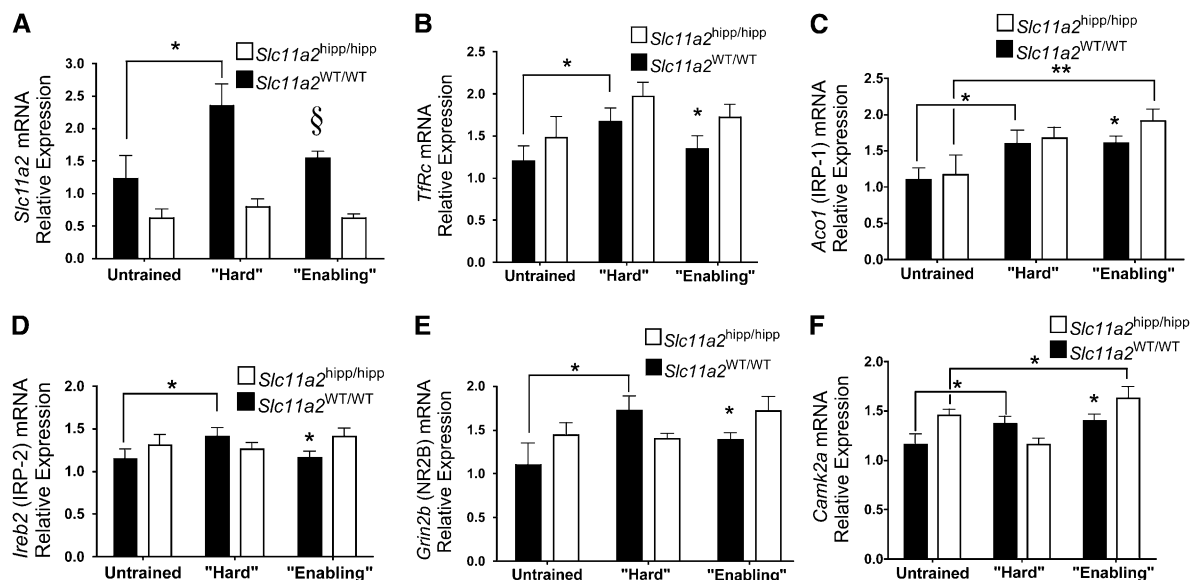 A
Slc11a2 mRNA
Relative Expression
3.0
2.5
2.0
1.5
1.0
0.5
0.0
*
§
Slc11a2hipp/hipp
Slc11a2WT/WT
Untrained "Hard" "Enabling"
B
TfRc mRNA
Relative Expression
2.5
2.0
1.5
1.0
0.5
0.0
*
*
Slc11a2hipp/hipp
Slc11a2WT/WT
Untrained "Hard" "Enabling"
C
Aco1 (IRP-1) mRNA
Relative Expression
2.5
2.0
1.5
1.0
0.5
0.0
**
*
*
Slc11a2hipp/hipp
Slc11a2WT/WT
Untrained "Hard" "Enabling"
D
Ireb2 (IRP-2) mRNA
Relative Expression
2.0
1.5
1.0
0.5
0.0
*
*
Slc11a2hipp/hipp
Slc11a2WT/WT
Untrained "Hard" "Enabling"
E
Grin2b (NR2B) mRNA
Relative Expression
2.0
1.5
1.0
0.5
0.0
*
*
Slc11a2hipp/hipp
Slc11a2WT/WT
Untrained "Hard" "Enabling"
F
Camk2a mRNA
Relative Expression
2.0
1.5
1.0
0.5
0.0
*
*
*
Slc11a2hipp/hipp
Slc11a2WT/WT
Untrained "Hard" "Enabling"